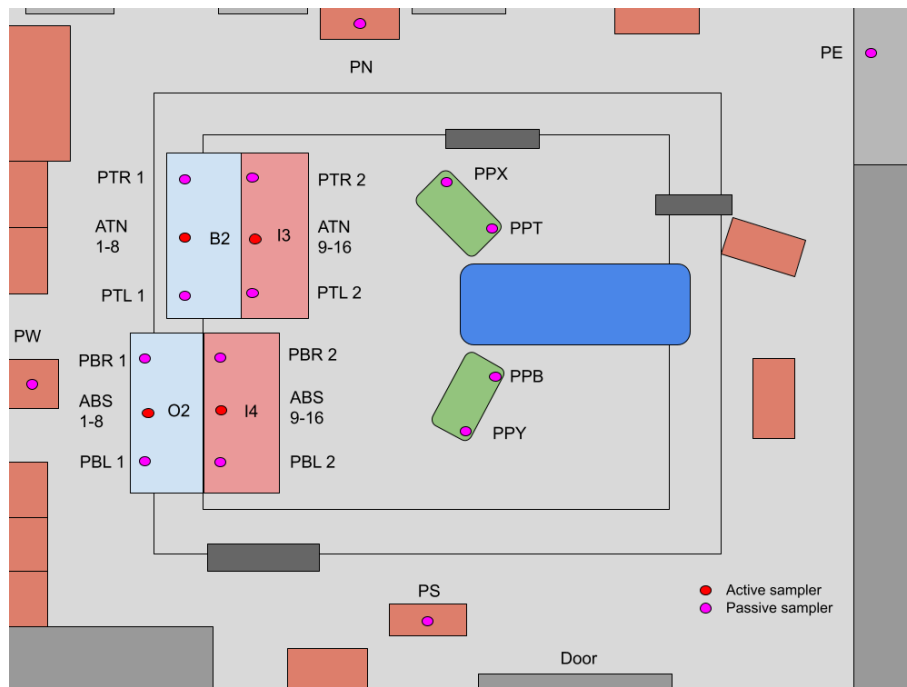 PN
PE
PTR 1
PTR 2
PPX
ATN
1-8
B2
I3
ATN
9-16
PPT
PTL 1
PTL 2
PW
PBR 1
PBR 2
PPB
ABS
1-8
O2
I4
ABS
9-16
PPY
PBL 1
PBL 2
PS
Active sampler
Passive sampler
Door